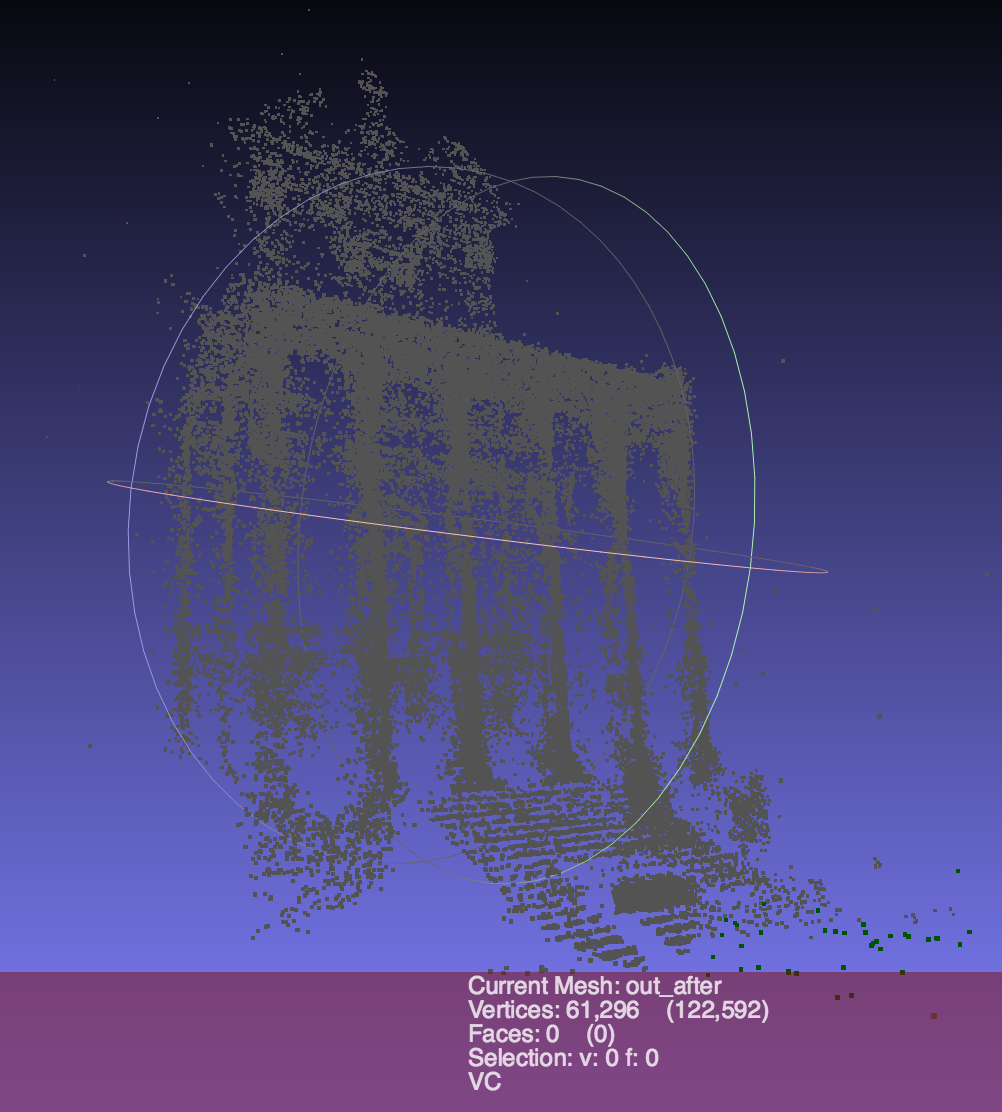 Current Mesh: out_after
Vertices: 61,296 (122,592)
Faces: 0 (0)
Selection: v: 0 f: 0
VC